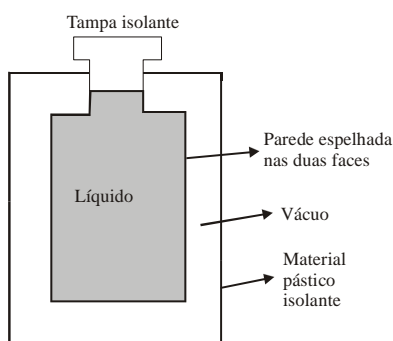 Tampa isolante
Parede espelhada
nas duas faces
Líquido
Vácuo
Material
pástico
isolante